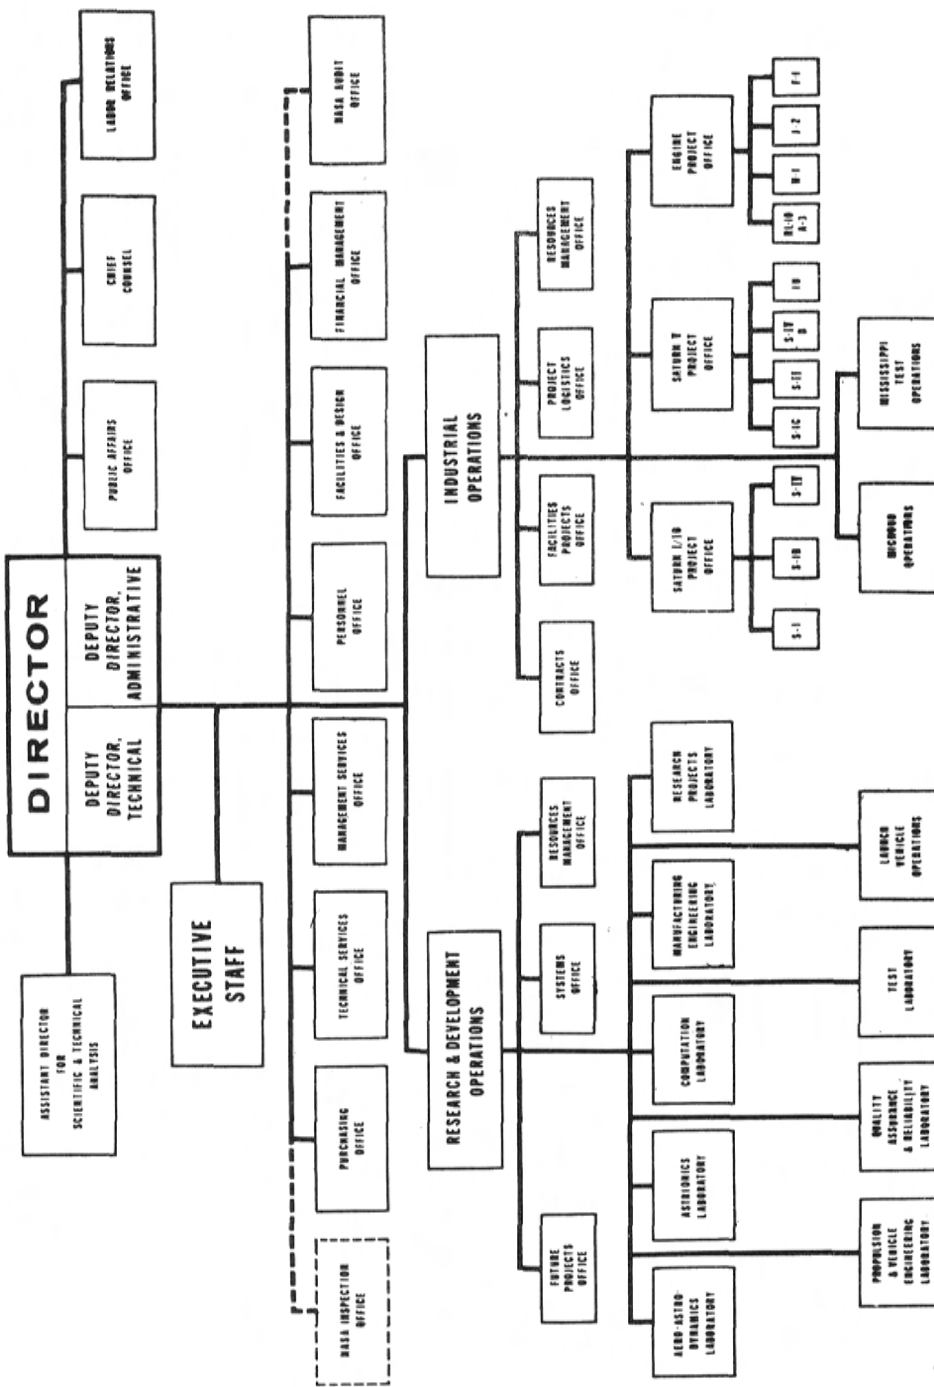 DIRECTOR
DEPUTY
DIRECTOR,
TECHNICAL
DEPUTY
DIRECTOR,
ADMINISTRATIVE
ASSISTANT DIRECTOR
FOR
SCIENTIFIC & TECHNICAL
ANALYSIS
PUBLIC AFFAIRS
OFFICE
CHIEF
COUNSEL
LABOR RELATIONS
OFFICE
EXECUTIVE
STAFF
NASA INSPECTION
OFFICE
PURCHASING
OFFICE
TECHNICAL SERVICES
OFFICE
MANAGEMENT SERVICES
OFFICE
PERSONNEL
OFFICE
FACILITIES & DESIGN
OFFICE
FINANCIAL MANAGEMENT
OFFICE
NASA AUDIT
OFFICE
RESEARCH & DEVELOPMENT
OPERATIONS
INDUSTRIAL
OPERATIONS
FUTURE
PROJECTS
OFFICE
SYSTEMS
OFFICE
RESOURCES
MANAGEMENT
OFFICE
CONTRACTS
OFFICE
FACILITIES
PROJECTS
OFFICE
PROJECT
LOGISTICS
OFFICE
RESOURCES
MANAGEMENT
OFFICE
AERO-ASTRO-
DYNAMICS
LABORATORY
ASTRIONICS
LABORATORY
COMPUTATION
LABORATORY
MANUFACTURING
ENGINEERING
LABORATORY
RESEARCH
PROJECTS
LABORATORY
SATURN I/IB
PROJECT
OFFICE
SATURN V
PROJECT
OFFICE
ENGINE
PROJECT
OFFICE
S-I
S-IB
S-IV
S-IC
S-II
S-IV
B
IU
RL-10
A-3
H-1
J-2
F-1
PROPULSION
& VEHICLE
ENGINEERING
LABORATORY
QUALITY
ASSURANCE
& RELIABILITY
LABORATORY
TEST
LABORATORY
LAUNCH
VEHICLE
OPERATIONS
MICHOUD
OPERATIONS
MISSISSIPPI
TEST
OPERATIONS